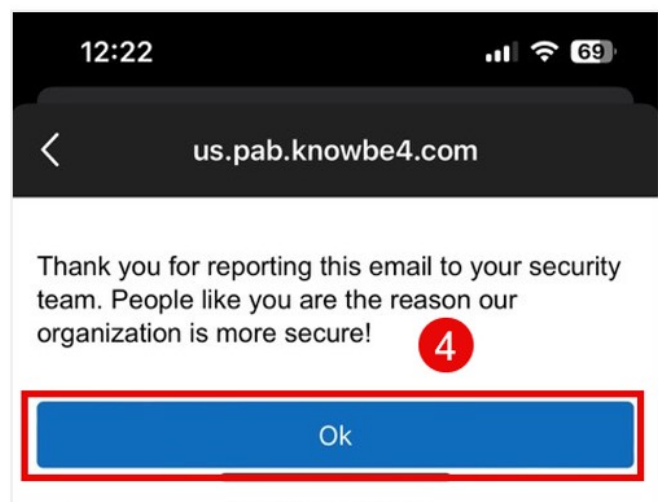 12:22
69
us.pab.knowbe4.com
Thank you for reporting this email to your security
team. People like you are the reason our
organization is more secure!
4
Ok